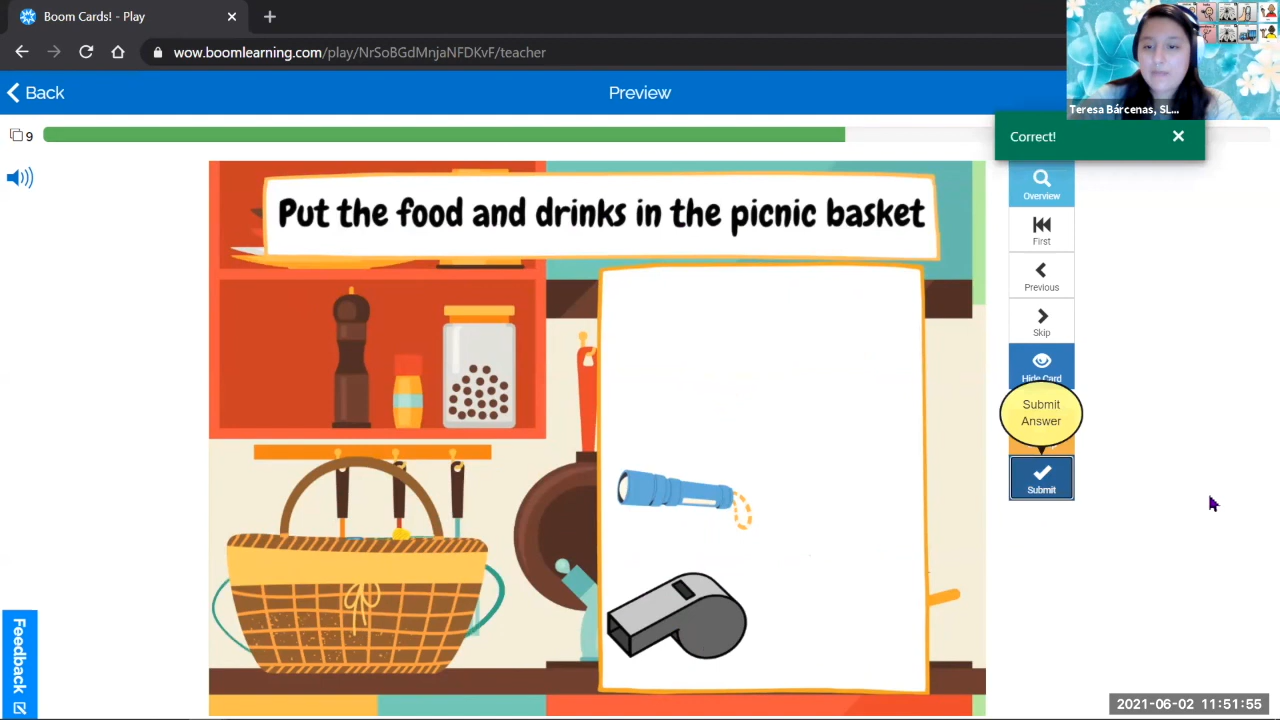 Boom Cards! - Play
wow.boomlearning.com/play/NrSoBGdMnjaNFDKvF/teacher
Teresa Bárcenas, SL...
Back
Preview
9
Correct!
Put the food and drinks in the picnic basket
Overview
First
Previous
Skip
Hide Card
Submit
Answer
Submit
Feedback
2021-06-02 11:51:55